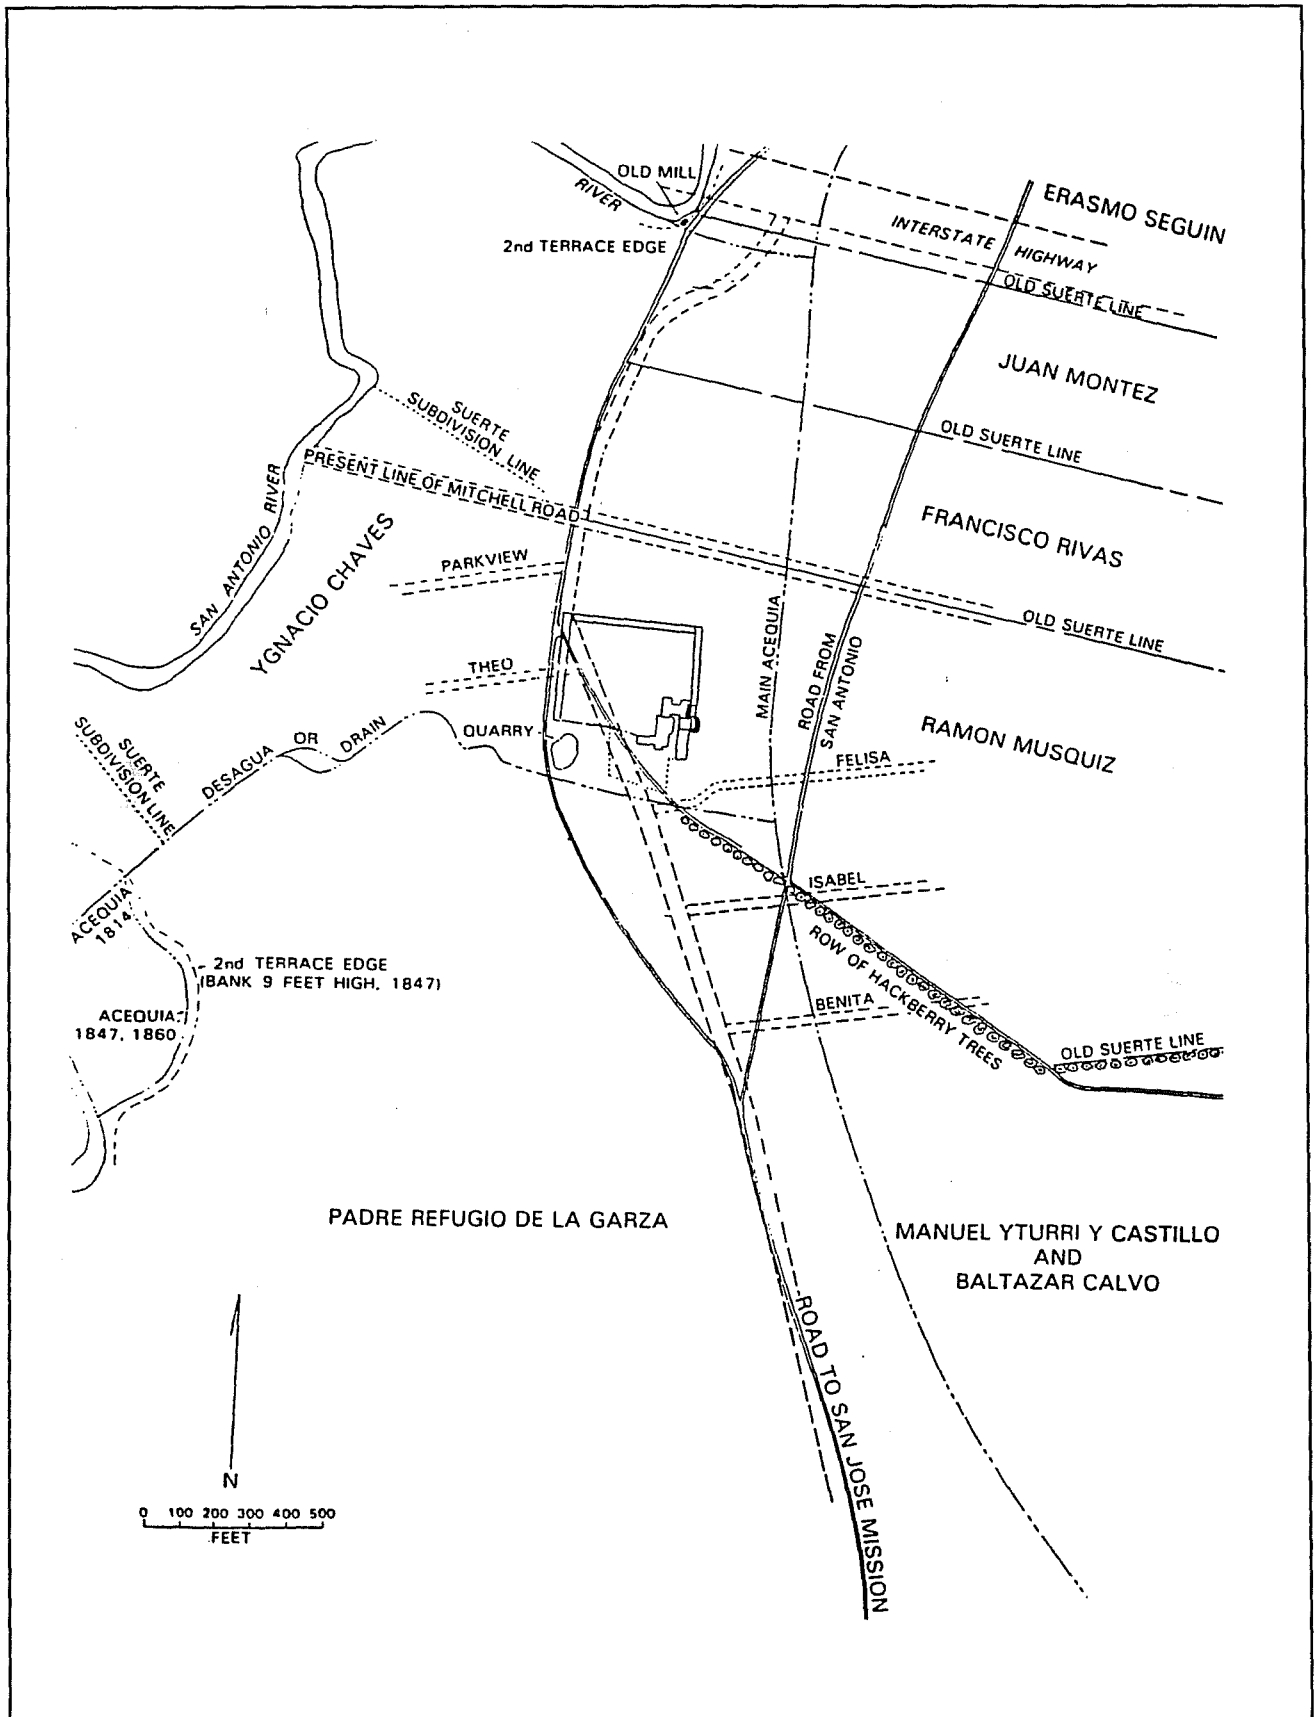 OLD MILL
RIVER
2nd TERRACE EDGE
ERASMO SEGUIN
INTERSTATE HIGHWAY
OLD SUERTE LINE
JUAN MONTEZ
SUERTE
SUBDIVISION LINE
OLD SUERTE LINE
PRESENT LINE OF MITCHELL ROAD
SAN ANTONIO RIVER
YGNACIO CHAVES
FRANCISCO RIVAS
PARKVIEW
OLD SUERTE LINE
MAIN ACEQUIA
ROAD FROM
SAN ANTONIO
THEO
QUARRY
RAMON MUSQUIZ
SUERTE
SUBDIVISION LINE
DESAGUA OR DRAIN
FELISA
ISABEL
ACEQUIA
1814
ROW OF HACKBERRY TREES
2nd TERRACE EDGE
(BANK 9 FEET HIGH, 1847)
BENITA
ACEQUIA
1847, 1860
OLD SUERTE LINE
PADRE REFUGIO DE LA GARZA
MANUEL YTURRI Y CASTILLO
AND
BALTAZAR CALVO
ROAD TO SAN JOSE MISSION
N
0 100 200 300 400 500
FEET